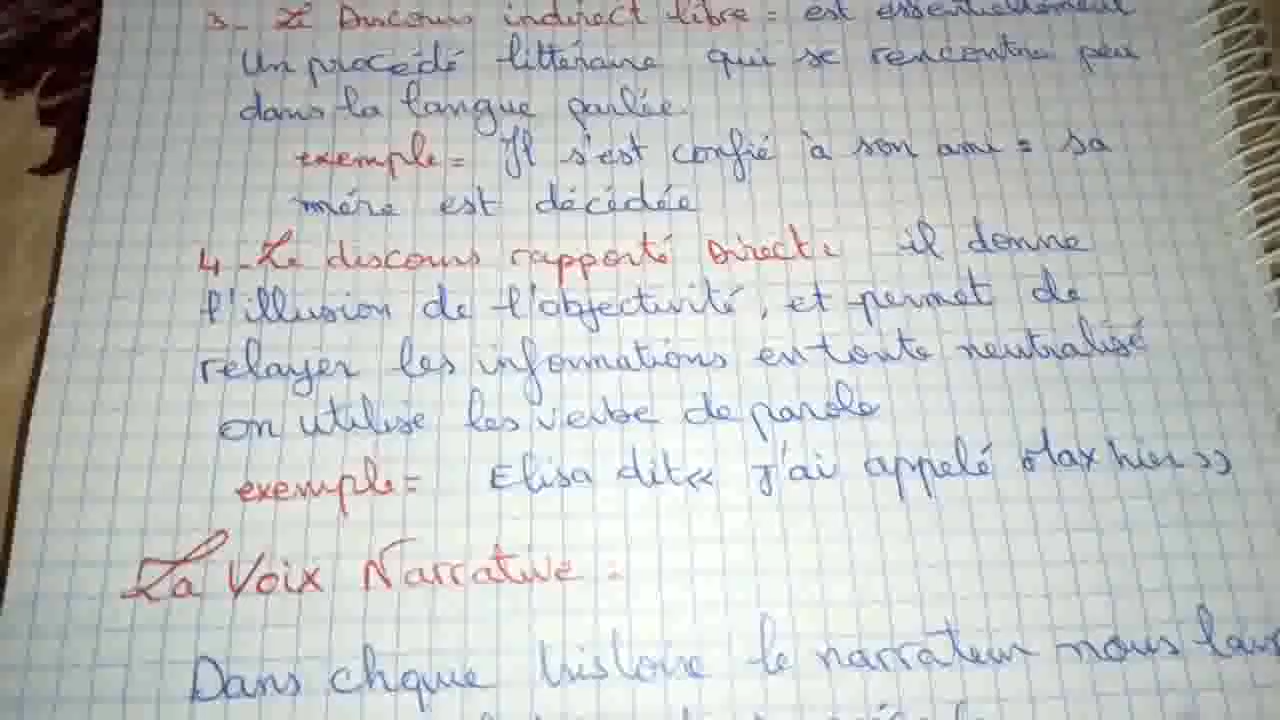 3- Le Discours indirect libre = est essentiellement
Un procédé littéraire qui se rencontre peu
dans la langue parlée.
exemple = Il s'est confié à son ami = sa
mére est décédée
4-Le discours rapporté Direct: il donne
l'illusion de l'objectivité, et permet de
relayer les informations en toute neutralisé
on utilise les verbe de parole
exemple = Elisa dit « J'ai appelé Max hier »
La Voix Narrative :
Dans chque histoire le narrateur nous